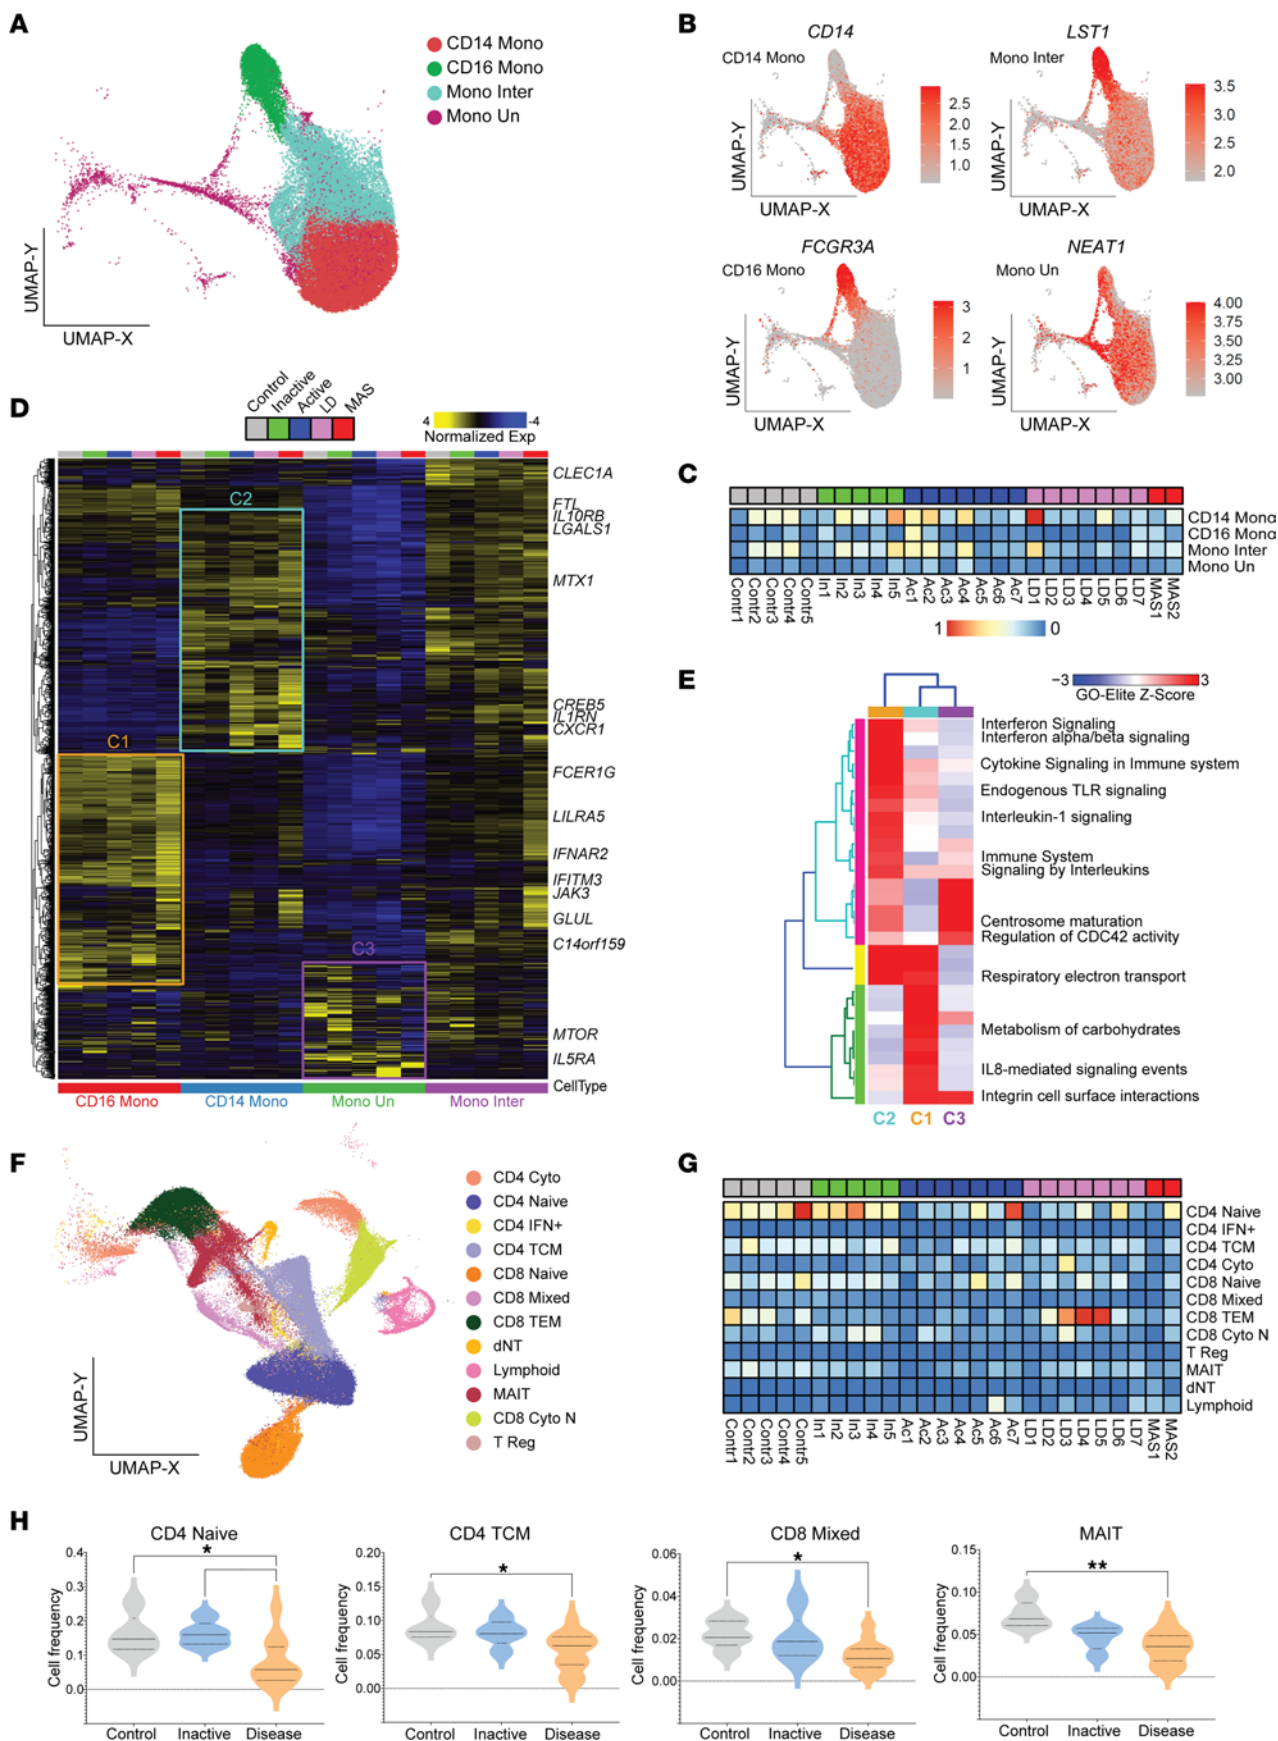 A
CD14 Mono
CD16 Mono
Mono Inter
Mono Un
UMAP-Y
UMAP-X
B
CD14
CD14 Mono
2.5
2.0
1.5
1.0
UMAP-Y
UMAP-X
LST1
Mono Inter
3.5
3.0
2.5
2.0
UMAP-Y
UMAP-X
FCGR3A
CD16 Mono
3
2
1
UMAP-Y
UMAP-X
NEAT1
Mono Un
4.00
3.75
3.50
3.25
3.00
UMAP-Y
UMAP-X
C
CD14 Mono
CD16 Mono
Mono Inter
Mono Un
Contr1
Contr2
Contr3
Contr4
Contr5
In1
In2
In3
In4
In5
Ac1
Ac2
Ac3
Ac4
Ac5
Ac6
Ac7
LD1
LD2
LD3
LD4
LD5
LD6
LD7
MAS1
MAS2
1 0
D
Control
Inactive
Active
LD
MAS
4 -4
Normalized Exp
C2
C1
C3
CLEC1A
FTL
IL10RB
LGALS1
MTX1
CREB5
IL1RN
CXCR1
FCER1G
LILRA5
IFNAR2
IFITM3
JAK3
GLUL
C14orf159
MTOR
IL5RA
CellType
CD16 Mono CD14 Mono Mono Un Mono Inter
E
−3 3
GO-Elite Z-Score
Interferon Signaling
Interferon alpha/beta signaling
Cytokine Signaling in Immune system
Endogenous TLR signaling
Interleukin-1 signaling
Immune System
Signaling by Interleukins
Centrosome maturation
Regulation of CDC42 activity
Respiratory electron transport
Metabolism of carbohydrates
IL8-mediated signaling events
Integrin cell surface interactions
C2 C1 C3
F
CD4 Cyto
CD4 Naive
CD4 IFN+
CD4 TCM
CD8 Naive
CD8 Mixed
CD8 TEM
dNT
Lymphoid
MAIT
CD8 Cyto N
T Reg
UMAP-Y
UMAP-X
G
CD4 Naive
CD4 IFN+
CD4 TCM
CD4 Cyto
CD8 Naive
CD8 Mixed
CD8 TEM
CD8 Cyto N
T Reg
MAIT
dNT
Lymphoid
Contr1
Contr2
Contr3
Contr4
Contr5
In1
In2
In3
In4
In5
Ac1
Ac2
Ac3
Ac4
Ac5
Ac6
Ac7
LD1
LD2
LD3
LD4
LD5
LD6
LD7
MAS1
MAS2
H
CD4 Naive
*
0.4
0.3
0.2
0.1
0.0
Cell frequency
Control Inactive Disease
CD4 TCM
*
0.20
0.15
0.10
0.05
0.00
Cell frequency
Control Inactive Disease
CD8 Mixed
*
0.06
0.04
0.02
0.00
Cell frequency
Control Inactive Disease
MAIT
**
0.15
0.10
0.05
0.00
Cell frequency
Control Inactive Disease